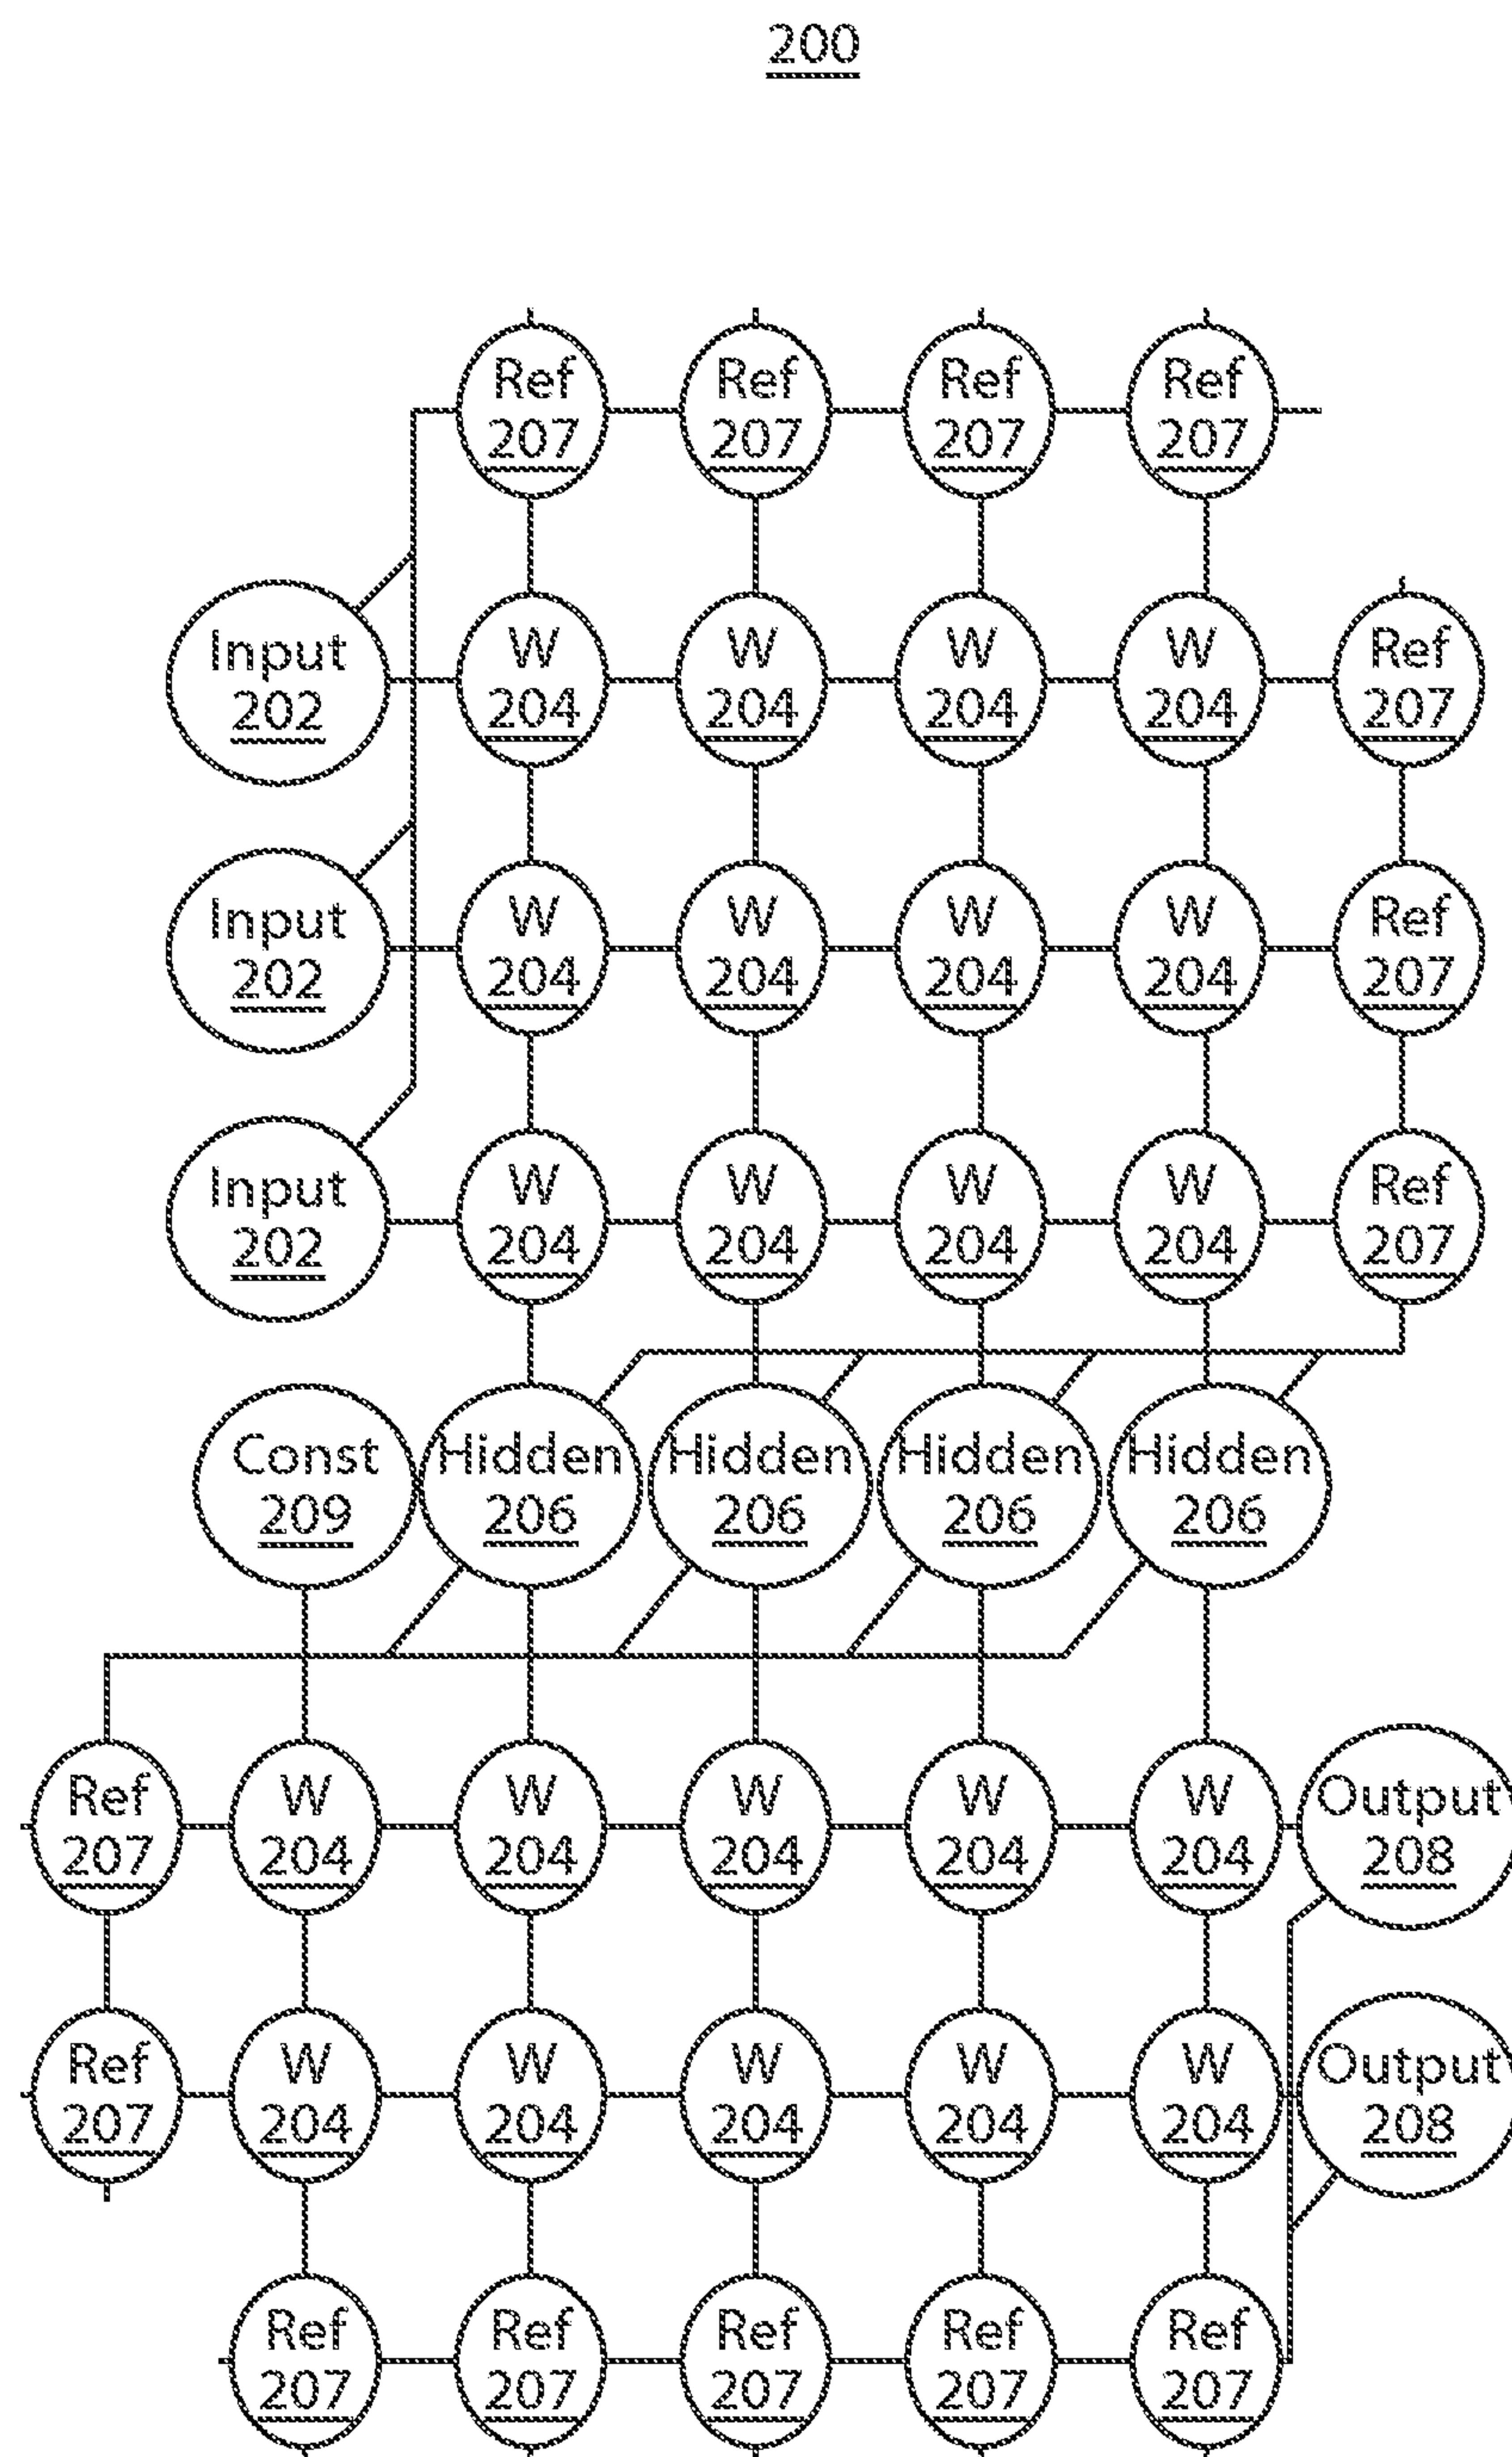 200
Ref Ref Ref Ref
207 207 207 207
Input W W W W Ref
202 204 204 204 204 207
Input W W W W Ref
202 204 204 204 204 207
Input W W W W Ref
202 204 204 204 204 207
Const Hidden Hidden Hidden Hidden
209 206 206 206 206
Ref W W W W W Output
207 204 204 204 204 204 208
Ref W W W W W Output
207 204 204 204 204 204 208
Ref Ref Ref Ref Ref
207 207 207 207 207